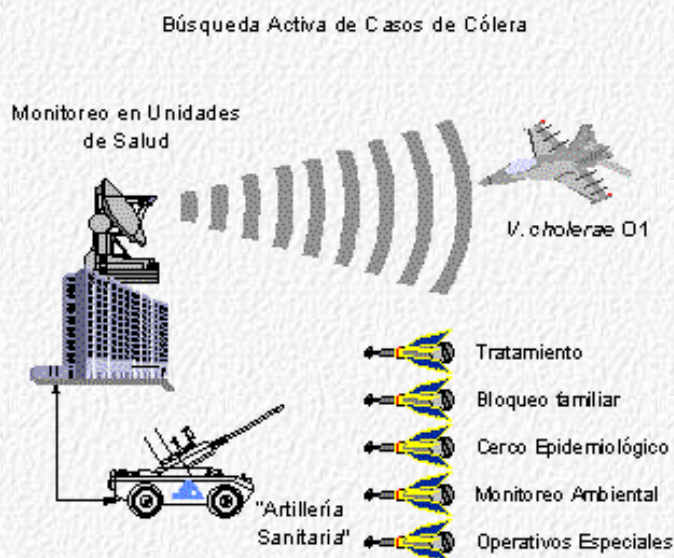 Búsqueda Activa de Casos de Cólera
Monitoreo en Unidades
de Salud
V. cholerae O1
Tratamiento
Bloqueo familiar
Cerco Epidemiológico
Monitoreo Ambiental
Operativos Especiales
"Artillería
Sanitaria"